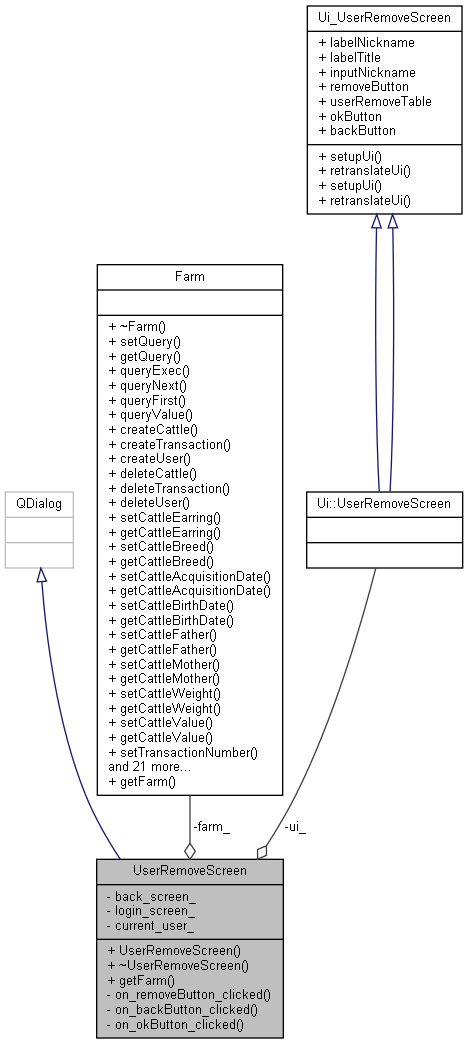 Ui_UserRemoveScreen
+ labelNickname
+ labelTitle
+ inputNickname
+ removeButton
+ userRemoveTable
+ okButton
+ backButton
+ setupUi()
+ retranslateUi()
+ setupUi()
+ retranslateUi()
Farm
+ ~Farm()
+ setQuery()
+ getQuery()
+ queryExec()
+ queryNext()
+ queryFirst()
+ queryValue()
+ createCattle()
+ createTransaction()
+ createUser()
+ deleteCattle()
+ deleteTransaction()
+ deleteUser()
+ setCattleEarring()
+ getCattleEarring()
+ setCattleBreed()
+ getCattleBreed()
+ setCattleAcquisitionDate()
+ getCattleAcquisitionDate()
+ setCattleBirthDate()
+ getCattleBirthDate()
+ setCattleFather()
+ getCattleFather()
+ setCattleMother()
+ getCattleMother()
+ setCattleWeight()
+ getCattleWeight()
+ setCattleValue()
+ getCattleValue()
+ setTransactionNumber()
and 21 more...
+ getFarm()
QDialog
Ui::UserRemoveScreen
-farm_
-ui_
UserRemoveScreen
- back_screen_
- login_screen_
- current_user_
+ UserRemoveScreen()
+ ~UserRemoveScreen()
+ getFarm()
- on_removeButton_clicked()
- on_backButton_clicked()
- on_okButton_clicked()